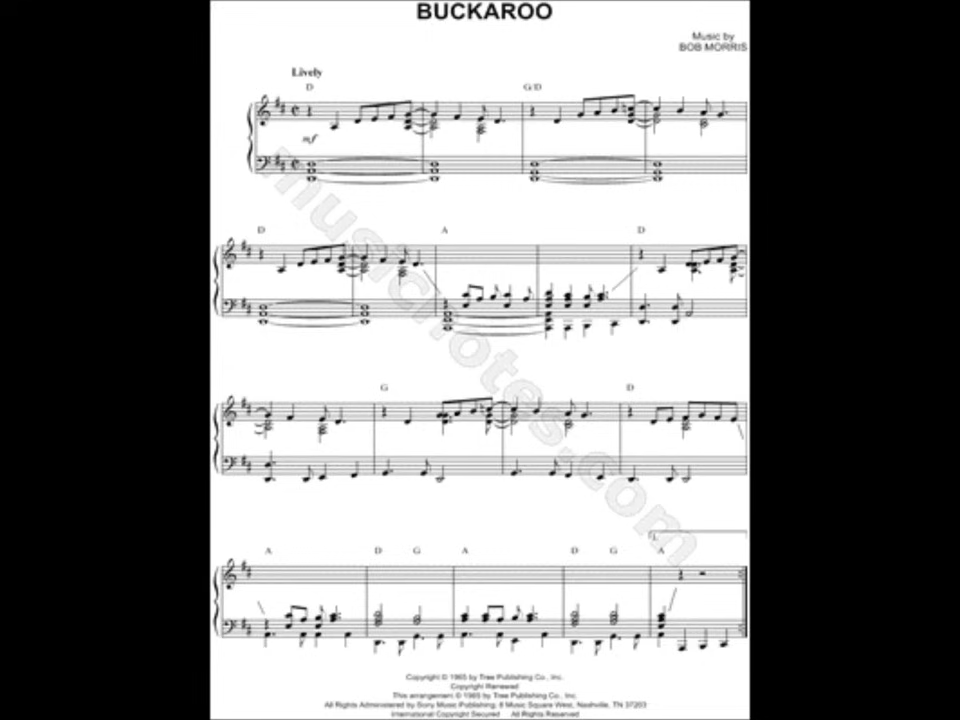 BUCKAROO
Music by
BOB MORRIS
Lively
D G/D
mf
D A D
G D
1.
A D G A D G A
musicnotes.com
Copyright © 1965 by Tree Publishing Co., Inc.
Copyright Renewed
This arrangement © 1965 by Tree Publishing Co., Inc.
All Rights Administered by Sony Music Publishing, 8 Music Square West, Nashville, TN 37203
International Copyright Secured All Rights Reserved